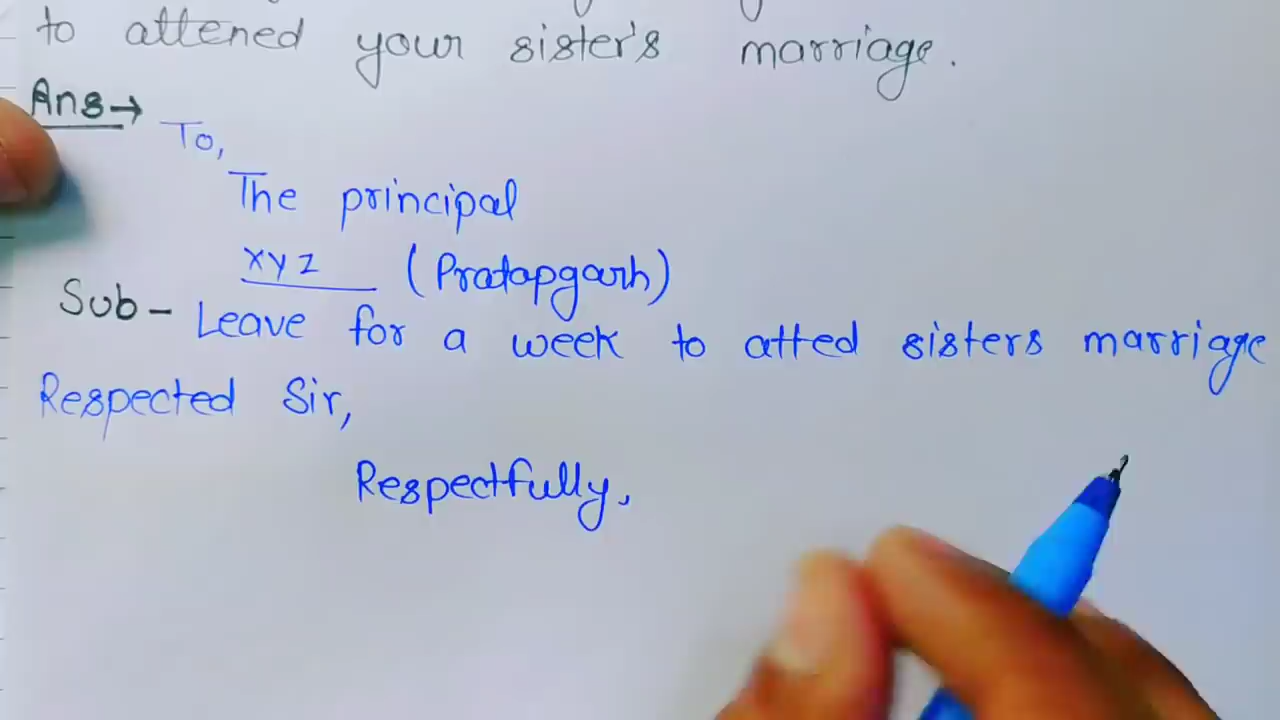 to attened your sister's marriage.
Ans→
To,
The principal
xyz (Pratapgarh)
Sub- Leave for a week to atted sisters marriage
Respected Sir,
Respectfully,